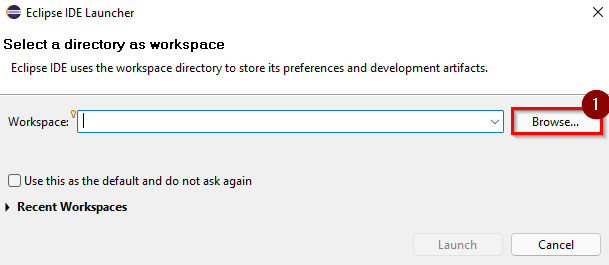 Eclipse IDE Launcher
Select a directory as workspace
Eclipse IDE uses the workspace directory to store its preferences and development artifacts.
1
Workspace:
Browse...
Use this as the default and do not ask again
Recent Workspaces
Launch
Cancel